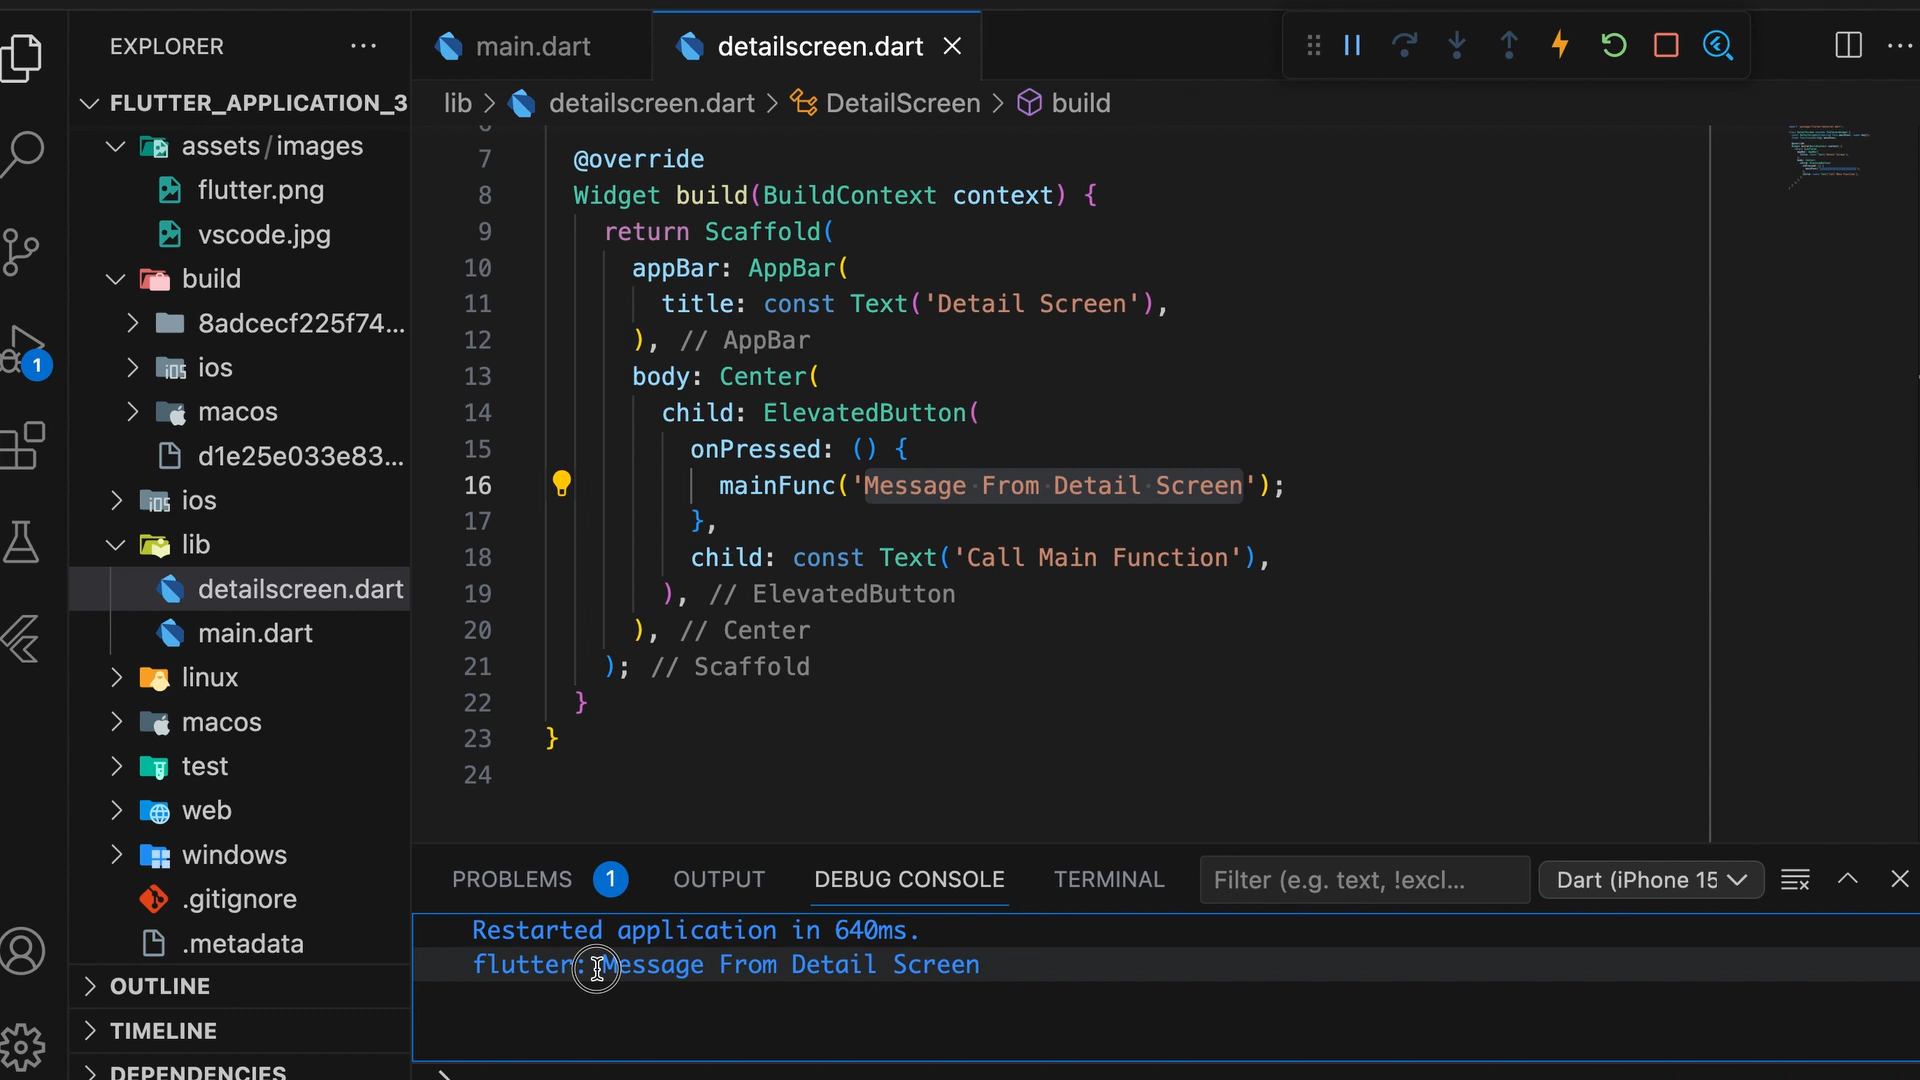 EXPLORER
FLUTTER_APPLICATION_3
assets/images
flutter.png
vscode.jpg
build
8adcecf225f74...
ios
macos
d1e25e033e83...
ios
lib
detailscreen.dart
main.dart
linux
macos
test
web
windows
.gitignore
.metadata
OUTLINE
TIMELINE
DEPENDENCIES
1
main.dart
detailscreen.dart
lib > detailscreen.dart > DetailScreen > build
6
7 @override
8 Widget build(BuildContext context) {
9 return Scaffold(
10 appBar: AppBar(
11 title: const Text('Detail Screen'),
12 ), // AppBar
13 body: Center(
14 child: ElevatedButton(
15 onPressed: () {
16 mainFunc('Message From Detail Screen');
17 },
18 child: const Text('Call Main Function'),
19 ), // ElevatedButton
20 ), // Center
21 ); // Scaffold
22 }
23 }
24
PROBLEMS 1 OUTPUT DEBUG CONSOLE TERMINAL Filter (e.g. text, !excl... Dart (iPhone 15
Restarted application in 640ms.
flutter: Message From Detail Screen